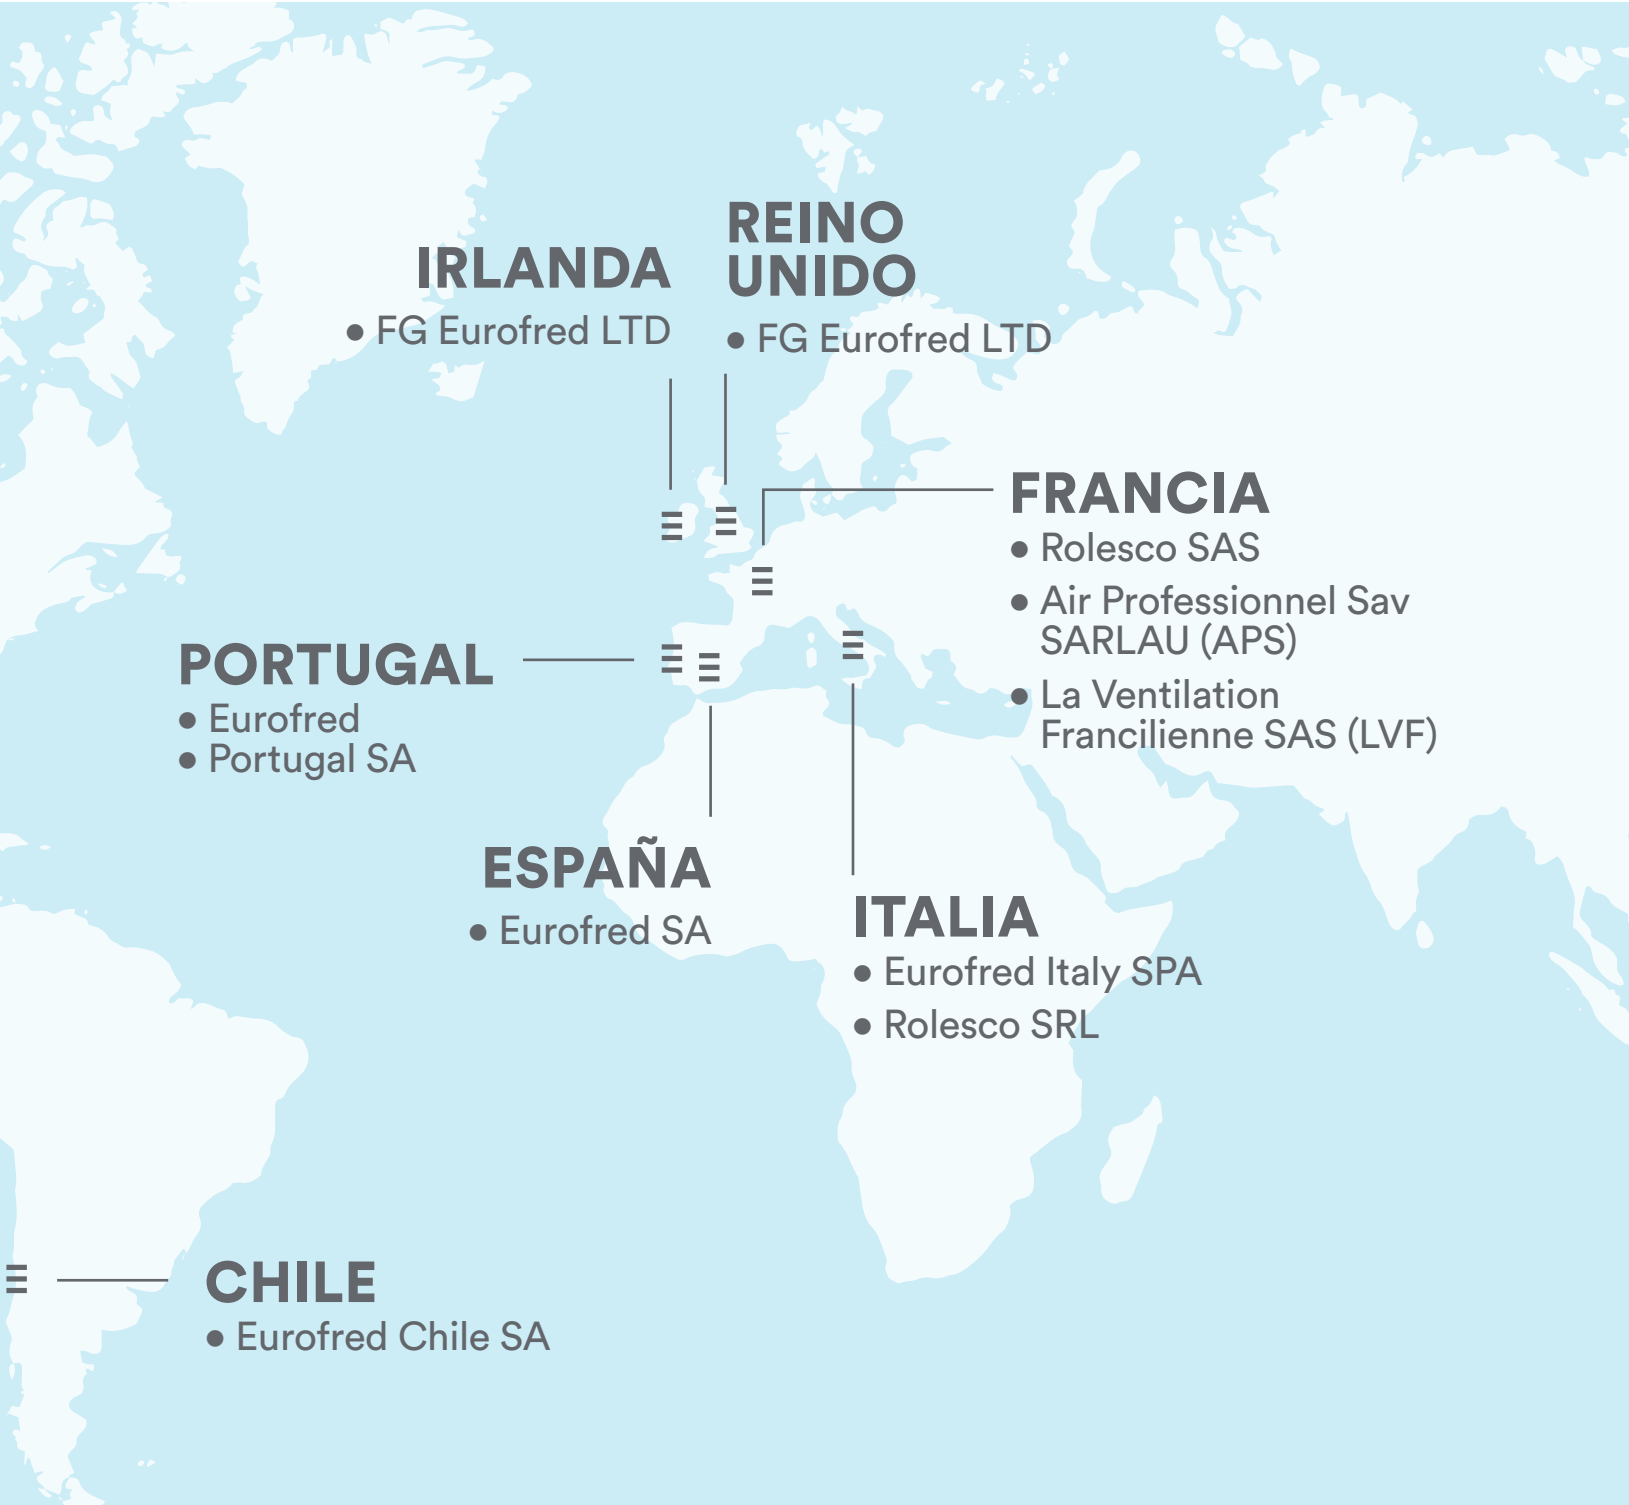 REINO
UNIDO
● FG Eurofred LTD
IRLANDA
● FG Eurofred LTD
FRANCIA
● Rolesco SAS
● Air Professionnel Sav
SARLAU (APS)
● La Ventilation
Francilienne SAS (LVF)
PORTUGAL
● Eurofred
● Portugal SA
ESPAÑA
● Eurofred SA
ITALIA
● Eurofred Italy SPA
● Rolesco SRL
CHILE
● Eurofred Chile SA